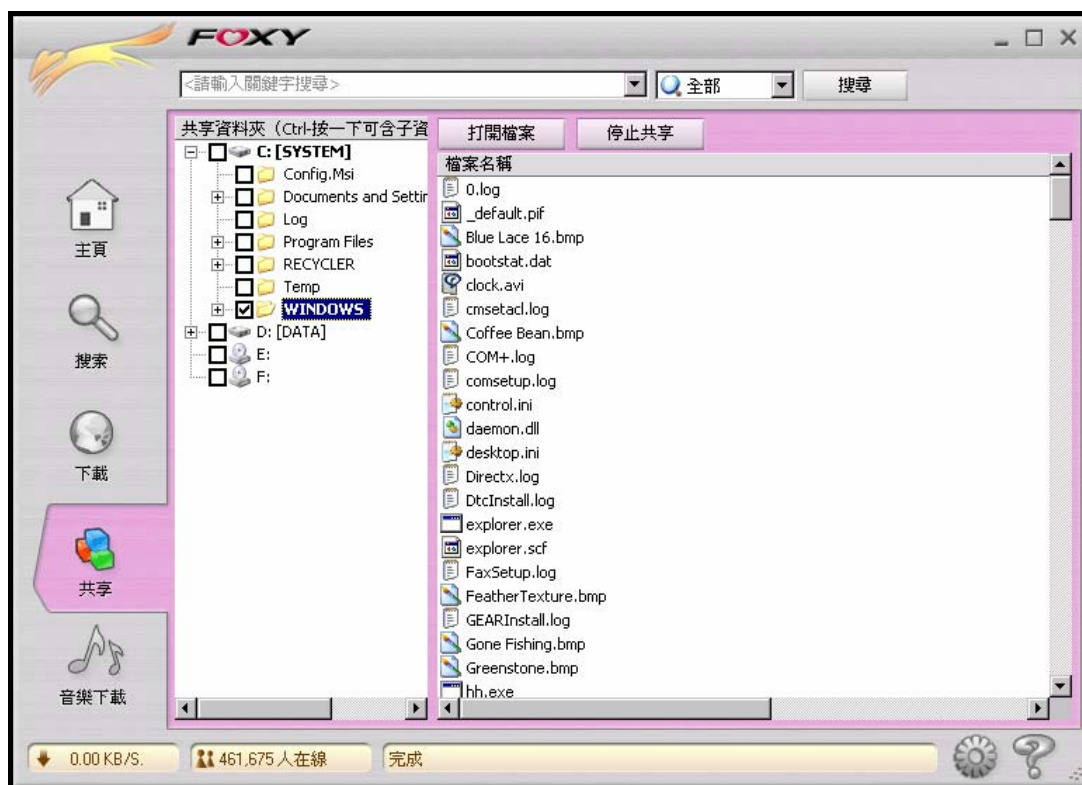 FOXY
<請輸入關鍵字搜尋>
全部
搜尋
主頁
搜索
下載
共享
音樂下載
共享資料夾（Ctrl-按一下可含子資
C: [SYSTEM]
Config.Msi
Documents and Settin
Log
Program Files
RECYCLER
Temp
WINDOWS
D: [DATA]
E:
F:
打開檔案
停止共享
檔案名稱
0.log
_default.pif
Blue Lace 16.bmp
bootstat.dat
clock.avi
cmsetacl.log
Coffee Bean.bmp
COM+.log
comsetup.log
control.ini
daemon.dll
desktop.ini
Directx.log
DtcInstall.log
explorer.exe
explorer.scf
FaxSetup.log
FeatherTexture.bmp
GEARInstall.log
Gone Fishing.bmp
Greenstone.bmp
hh.exe
0.00 KB/S.
461,675 人在線
完成